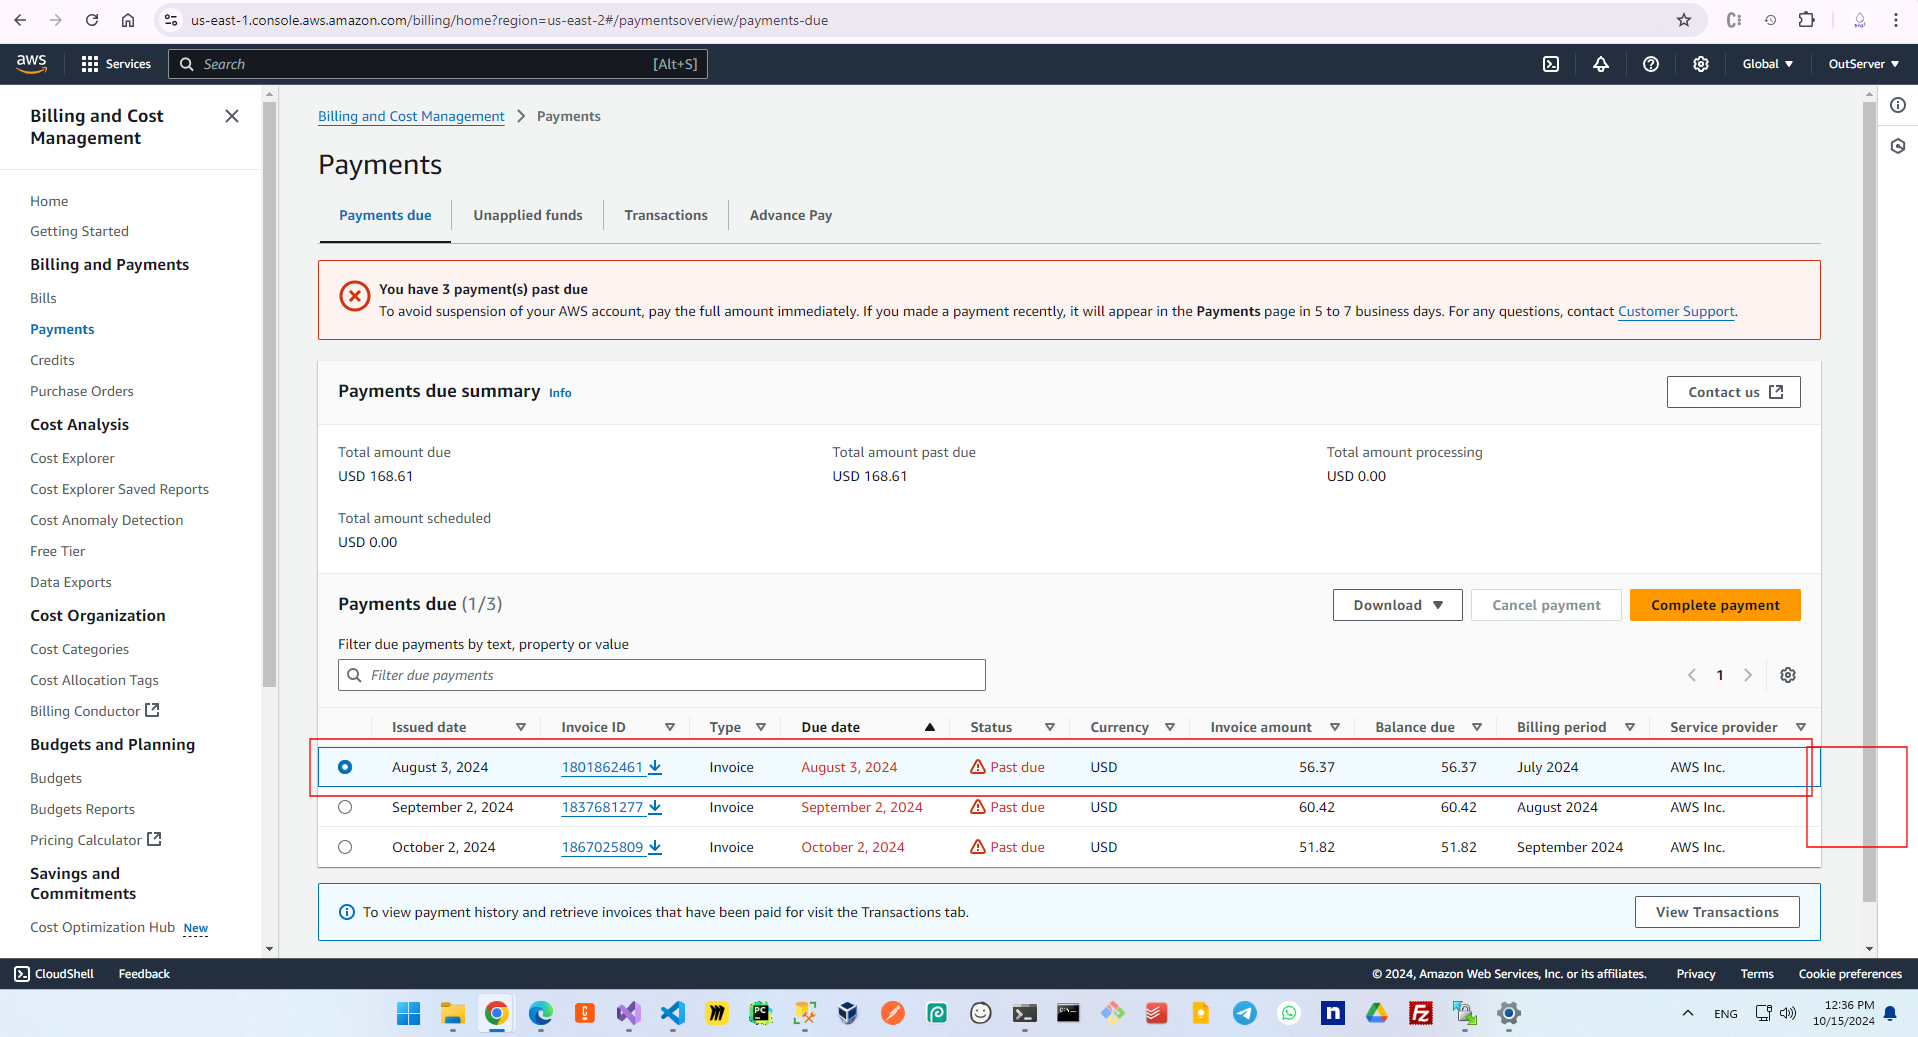 us-east-1.console.aws.amazon.com/billing/home?region=us-east-2#/paymentsoverview/payments-due
aws Services Search [Alt+S] Global OutServer
Billing and Cost Management
Home
Getting Started
Billing and Payments
Bills
Payments
Credits
Purchase Orders
Cost Analysis
Cost Explorer
Cost Explorer Saved Reports
Cost Anomaly Detection
Free Tier
Data Exports
Cost Organization
Cost Categories
Cost Allocation Tags
Billing Conductor
Budgets and Planning
Budgets
Budgets Reports
Pricing Calculator
Savings and Commitments
Cost Optimization Hub New
Billing and Cost Management > Payments
Payments
Payments due Unapplied funds Transactions Advance Pay
You have 3 payment(s) past due
To avoid suspension of your AWS account, pay the full amount immediately. If you made a payment recently, it will appear in the Payments page in 5 to 7 business days. For any questions, contact Customer Support.
Payments due summary Info Contact us
Total amount due Total amount past due Total amount processing
USD 168.61 USD 168.61 USD 0.00
Total amount scheduled
USD 0.00
Payments due (1/3) Download Cancel payment Complete payment
Filter due payments by text, property or value
Filter due payments 1
Issued date Invoice ID Type Due date Status Currency Invoice amount Balance due Billing period Service provider
August 3, 2024 1801862461 Invoice August 3, 2024 Past due USD 56.37 56.37 July 2024 AWS Inc.
September 2, 2024 1837681277 Invoice September 2, 2024 Past due USD 60.42 60.42 August 2024 AWS Inc.
October 2, 2024 1867025809 Invoice October 2, 2024 Past due USD 51.82 51.82 September 2024 AWS Inc.
To view payment history and retrieve invoices that have been paid for visit the Transactions tab. View Transactions
CloudShell Feedback © 2024, Amazon Web Services, Inc. or its affiliates. Privacy Terms Cookie preferences
ENG 12:36 PM
10/15/2024